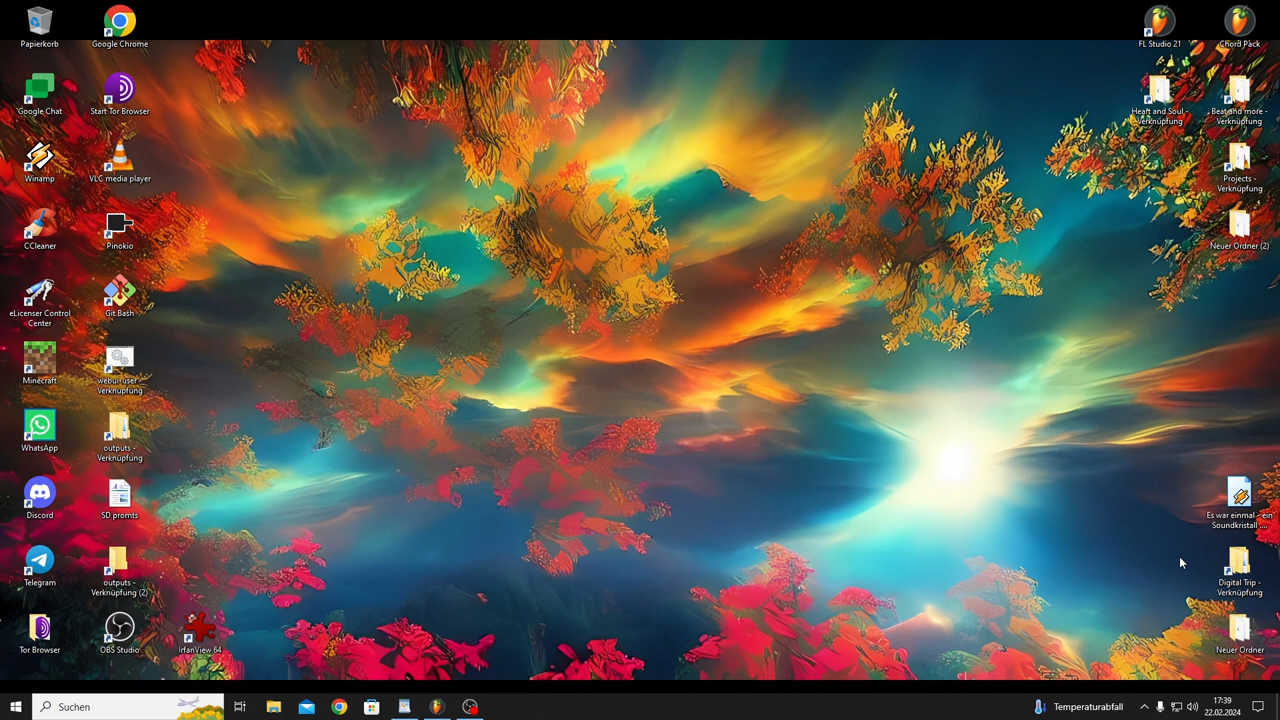 Papierkorb
Google Chrome
FL Studio 21
Chord Pack
Google Chat
Start Tor Browser
Heart and Soul -
Verknüpfung
Beat and more -
Verknüpfung
Winamp
VLC media player
Projects -
Verknüpfung
CCleaner
Pinokio
Neuer Ordner (2)
eLicenser Control
Center
Git Bash
Minecraft
webui-user -
Verknüpfung
WhatsApp
outputs -
Verknüpfung
Discord
SD promts
Es war einmal - ein
Soundkristall ....
Telegram
outputs -
Verknüpfung (2)
Digital Trip -
Verknüpfung
Tor Browser
OBS Studio
IrfanView 64
Neuer Ordner
Suchen
Temperaturabfall
17:39
22.02.2024